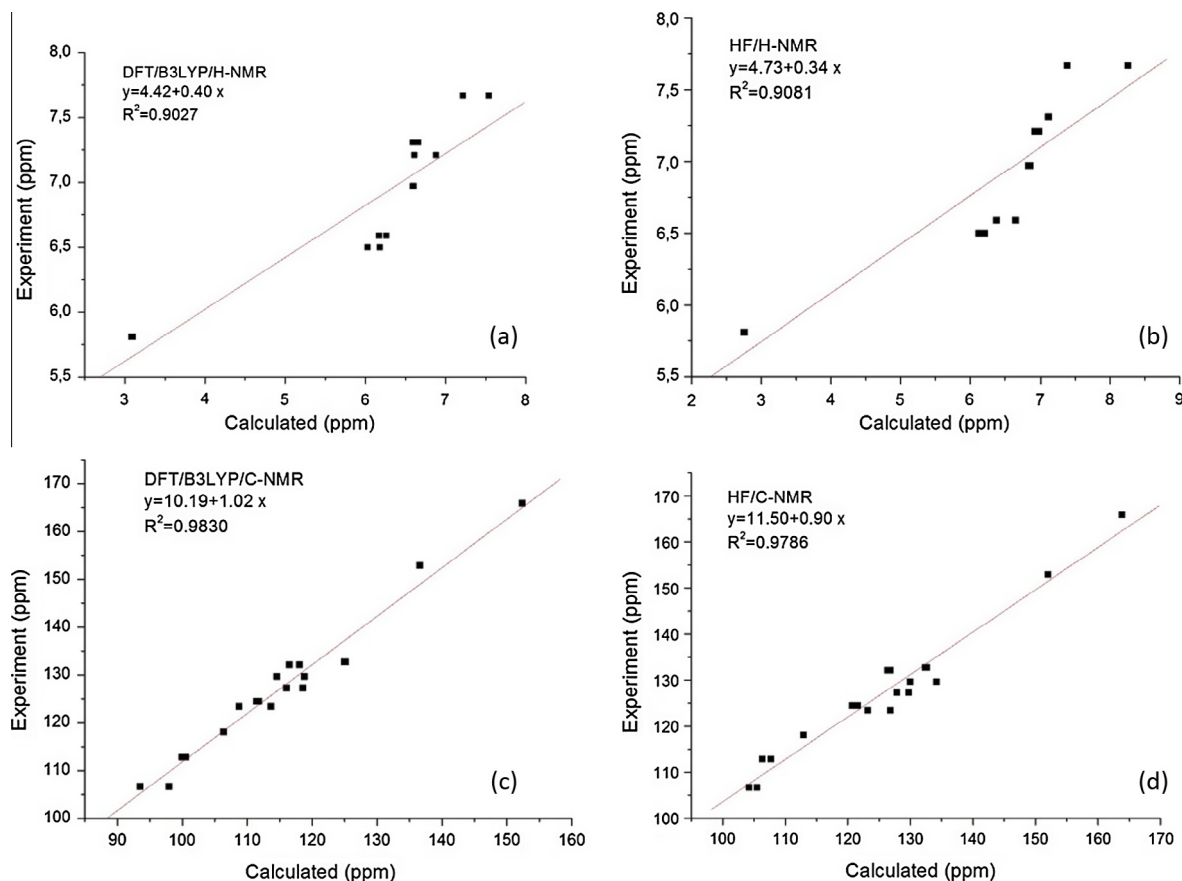 DFT/B3LYP/H-NMR
y=4.42+0.40 x
R²=0.9027
Experiment (ppm)
8,0
7,5
7,0
6,5
6,0
5,5
3 4 5 6 7 8
Calculated (ppm)
(a)
HF/H-NMR
y=4.73+0.34 x
R²=0.9081
Experiment (ppm)
8,0
7,5
7,0
6,5
6,0
5,5
2 3 4 5 6 7 8 9
Calculated (ppm)
(b)
DFT/B3LYP/C-NMR
y=10.19+1.02 x
R²=0.9830
Experiment (ppm)
170
160
150
140
130
120
110
100
90 100 110 120 130 140 150 160
Calculated (ppm)
(c)
HF/C-NMR
y=11.50+0.90 x
R²=0.9786
Experiment (ppm)
170
160
150
140
130
120
110
100
100 110 120 130 140 150 160 170
Calculated (ppm)
(d)